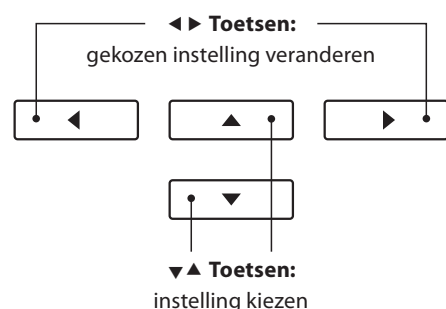 ◀ ▶ Toetsen:
gekozen instelling veranderen
▼ ▲ Toetsen:
instelling kiezen